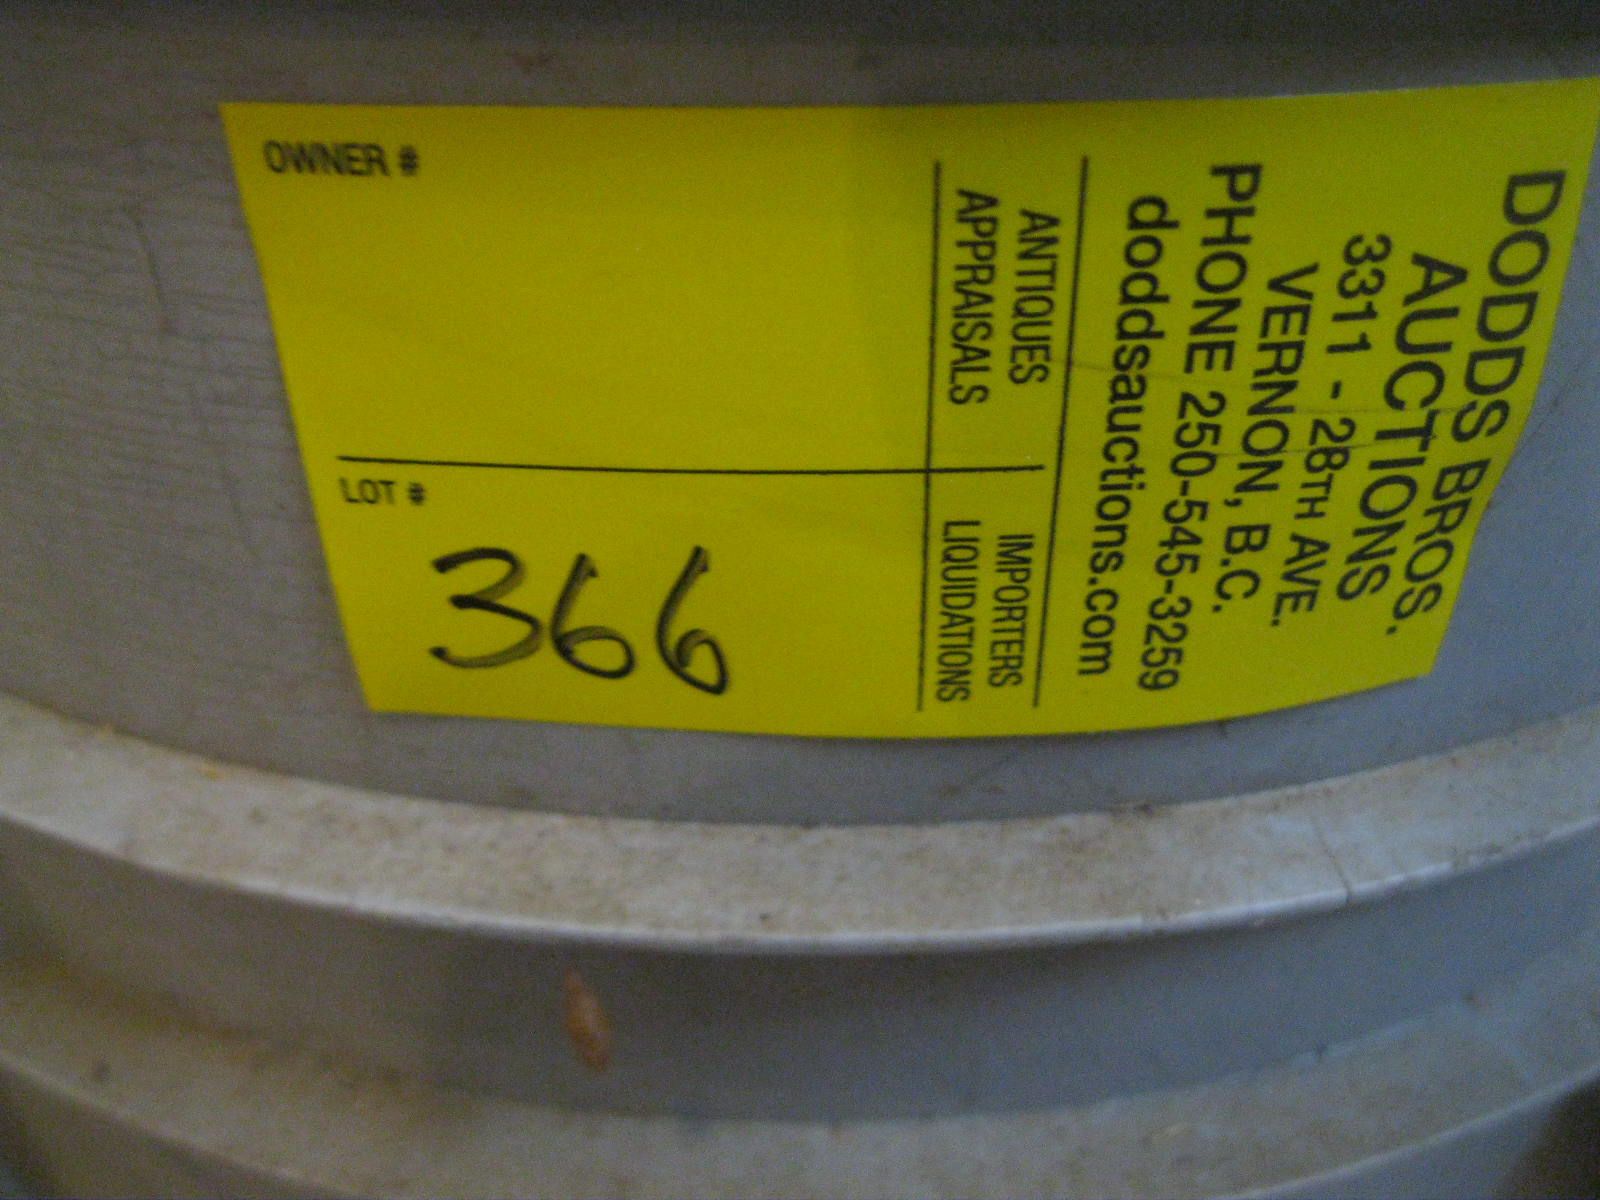 DODDS BROS.
AUCTIONS
3311 - 28TH AVE.
VERNON, B.C.
PHONE 250-545-3259
doddsauctions.com
ANTIQUES IMPORTERS
APPRAISALS LIQUIDATIONS
OWNER #
LOT #
366